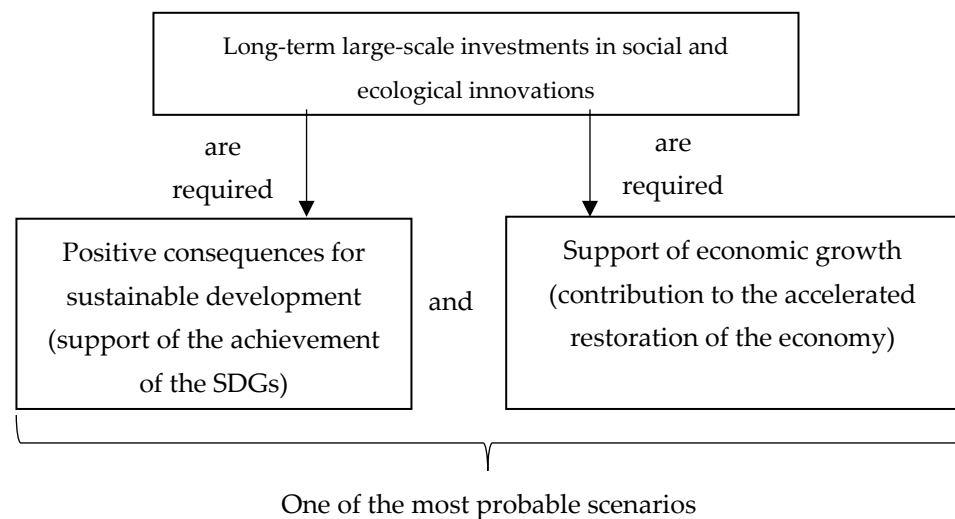 Long-term large-scale investments in social and
ecological innovations
are
required
are
required
Positive consequences for
sustainable development
(support of the achievement
of the SDGs)
and
Support of economic growth
(contribution to the accelerated
restoration of the economy)
One of the most probable scenarios